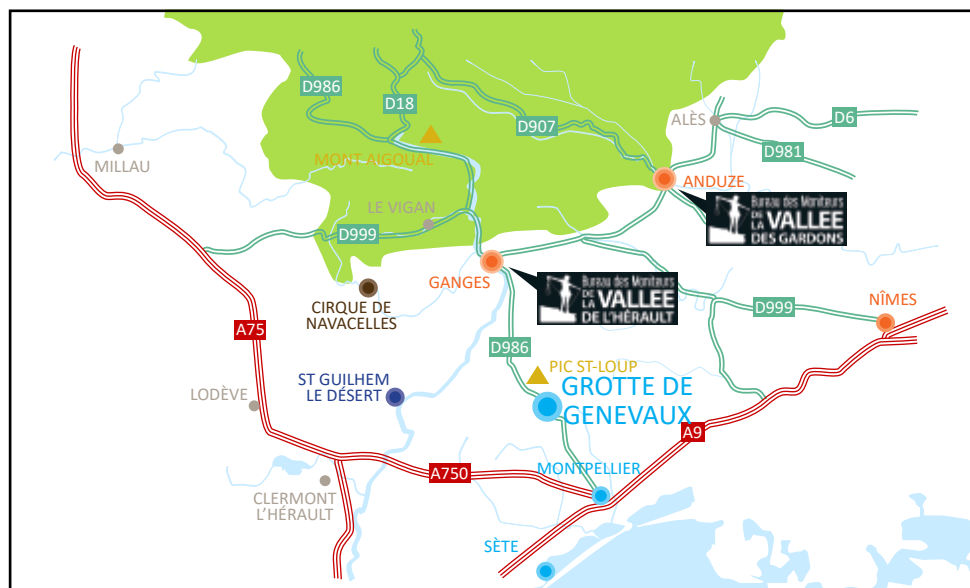 D986
D18
D907
ALÈS
D6
D981
MILLAU
MONT-AIGOUAL
ANDUZE
LE VIGAN
Bureau des Moniteurs
DE LA VALLEE
DES GARDONS
D999
GANGES
Bureau des Moniteurs
DE LA VALLEE
DE L'HÉRAULT
CIRQUE DE
NAVACELLES
NÎMES
D999
A75
D986
PIC ST-LOUP
ST GUILHEM
LE DÉSERT
GROTTE DE
GENEVAUX
LODÈVE
A9
A750
MONTPELLIER
CLERMONT
L'HÉRAULT
SÈTE